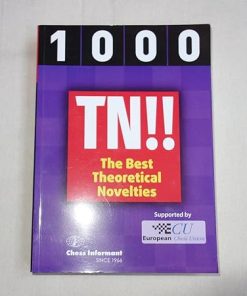 1000
TN!!
The Best
Theoretical
Novelties
Supported by
ECU
European Chess Union
Chess Informant
SINCE 1966